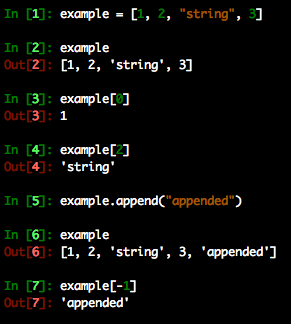 In [1]: example = [1, 2, "string", 3]
In [2]: example
Out[2]: [1, 2, 'string', 3]
In [3]: example[0]
Out[3]: 1
In [4]: example[2]
Out[4]: 'string'
In [5]: example.append("appended")
In [6]: example
Out[6]: [1, 2, 'string', 3, 'appended']
In [7]: example[-1]
Out[7]: 'appended'